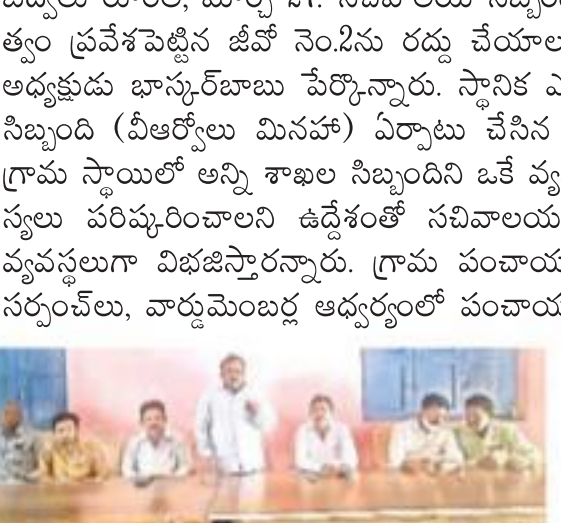 త్వం ప్రవేశపెట్టిన జీవో నెం.2ను రద్దు చేయాల
అధ్యక్షుడు భాస్కర్‌బాబు పేర్కొన్నారు. స్థానిక ఎ
సిబ్బంది (వీఆర్వోలు మినహా) ఏర్పాటు చేసిన
గ్రామ స్థాయిలో అన్ని శాఖల సిబ్బందిని ఒకే వ్య
స్యలు పరిష్కరించాలని ఉద్దేశంతో సచివాలయ
వ్యవస్థలుగా విభజిస్తారన్నారు. గ్రామ పంచాయ
సర్పంచ్‌లు, వార్డుమెంబర్ల ఆధ్వర్యంలో పంచాయ